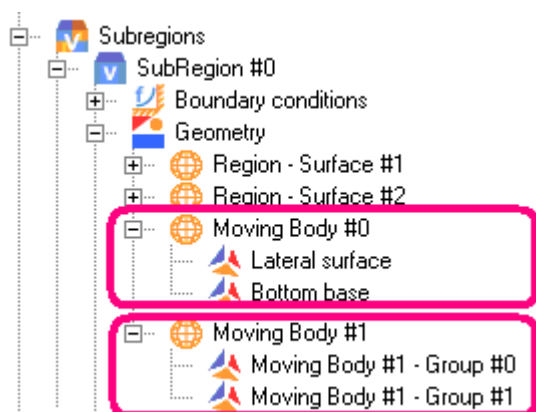 Subregions
SubRegion #0
Boundary conditions
Geometry
Region - Surface #1
Region - Surface #2
Moving Body #0
Lateral surface
Bottom base
Moving Body #1
Moving Body #1 - Group #0
Moving Body #1 - Group #1